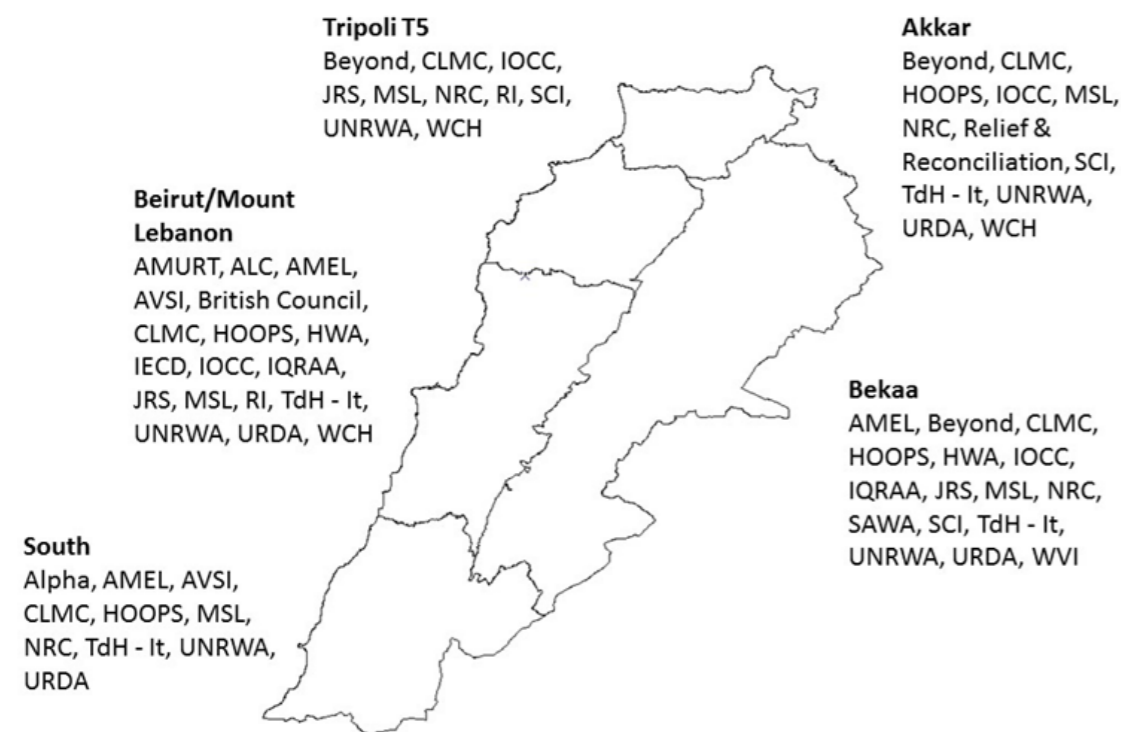 Tripoli T5
Beyond, CLMC, IOCC,
JRS, MSL, NRC, RI, SCI,
UNRWA, WCH
Akkar
Beyond, CLMC,
HOOPS, IOCC, MSL,
NRC, Relief &
Reconciliation, SCI,
TdH - It, UNRWA,
URDA, WCH
Beirut/Mount
Lebanon
AMURT, ALC, AMEL,
AVSI, British Council,
CLMC, HOOPS, HWA,
IECD, IOCC, IQRAA,
JRS, MSL, RI, TdH - It,
UNRWA, URDA, WCH
Bekaa
AMEL, Beyond, CLMC,
HOOPS, HWA, IOCC,
IQRAA, JRS, MSL, NRC,
SAWA, SCI, TdH - It,
UNRWA, URDA, WVI
South
Alpha, AMEL, AVSI,
CLMC, HOOPS, MSL,
NRC, TdH - It, UNRWA,
URDA